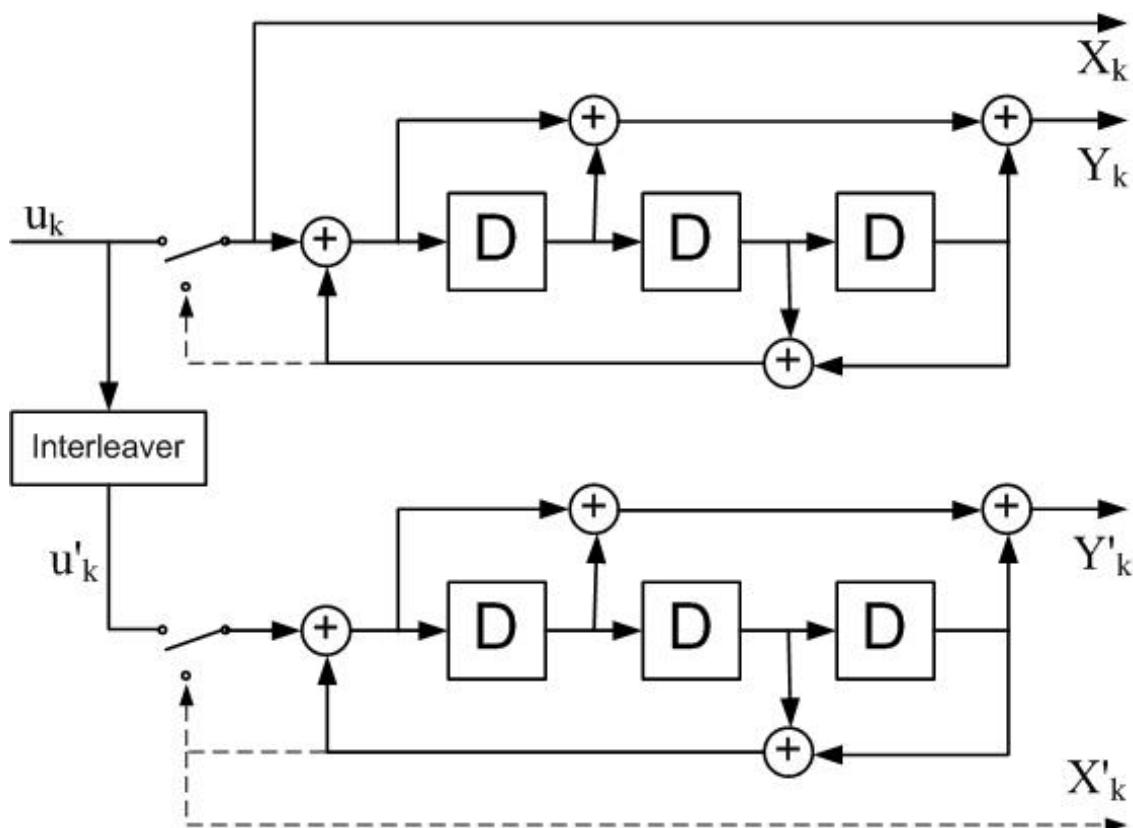 X_k
+ +
Y_k
u_k
+ D D D
+
Interleaver
+ +
Y'_k
u'_k
+ D D D
+
X'_k